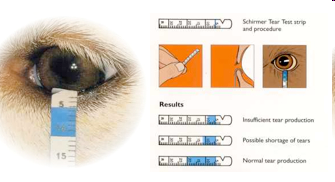 5
15
Schirmer Tear Test strip
and procedure
Results
Insufficient tear production
Possible shortage of tears
Normal tear production